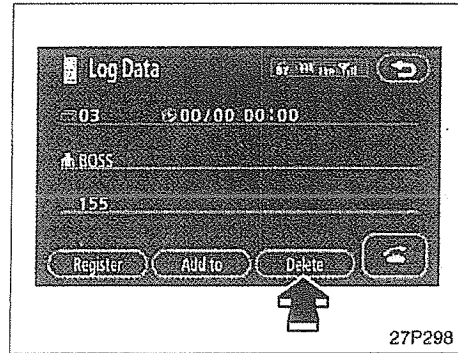 Log Data
03 00/00 00:00
BOSS
155
Register Add to Delete
27P298